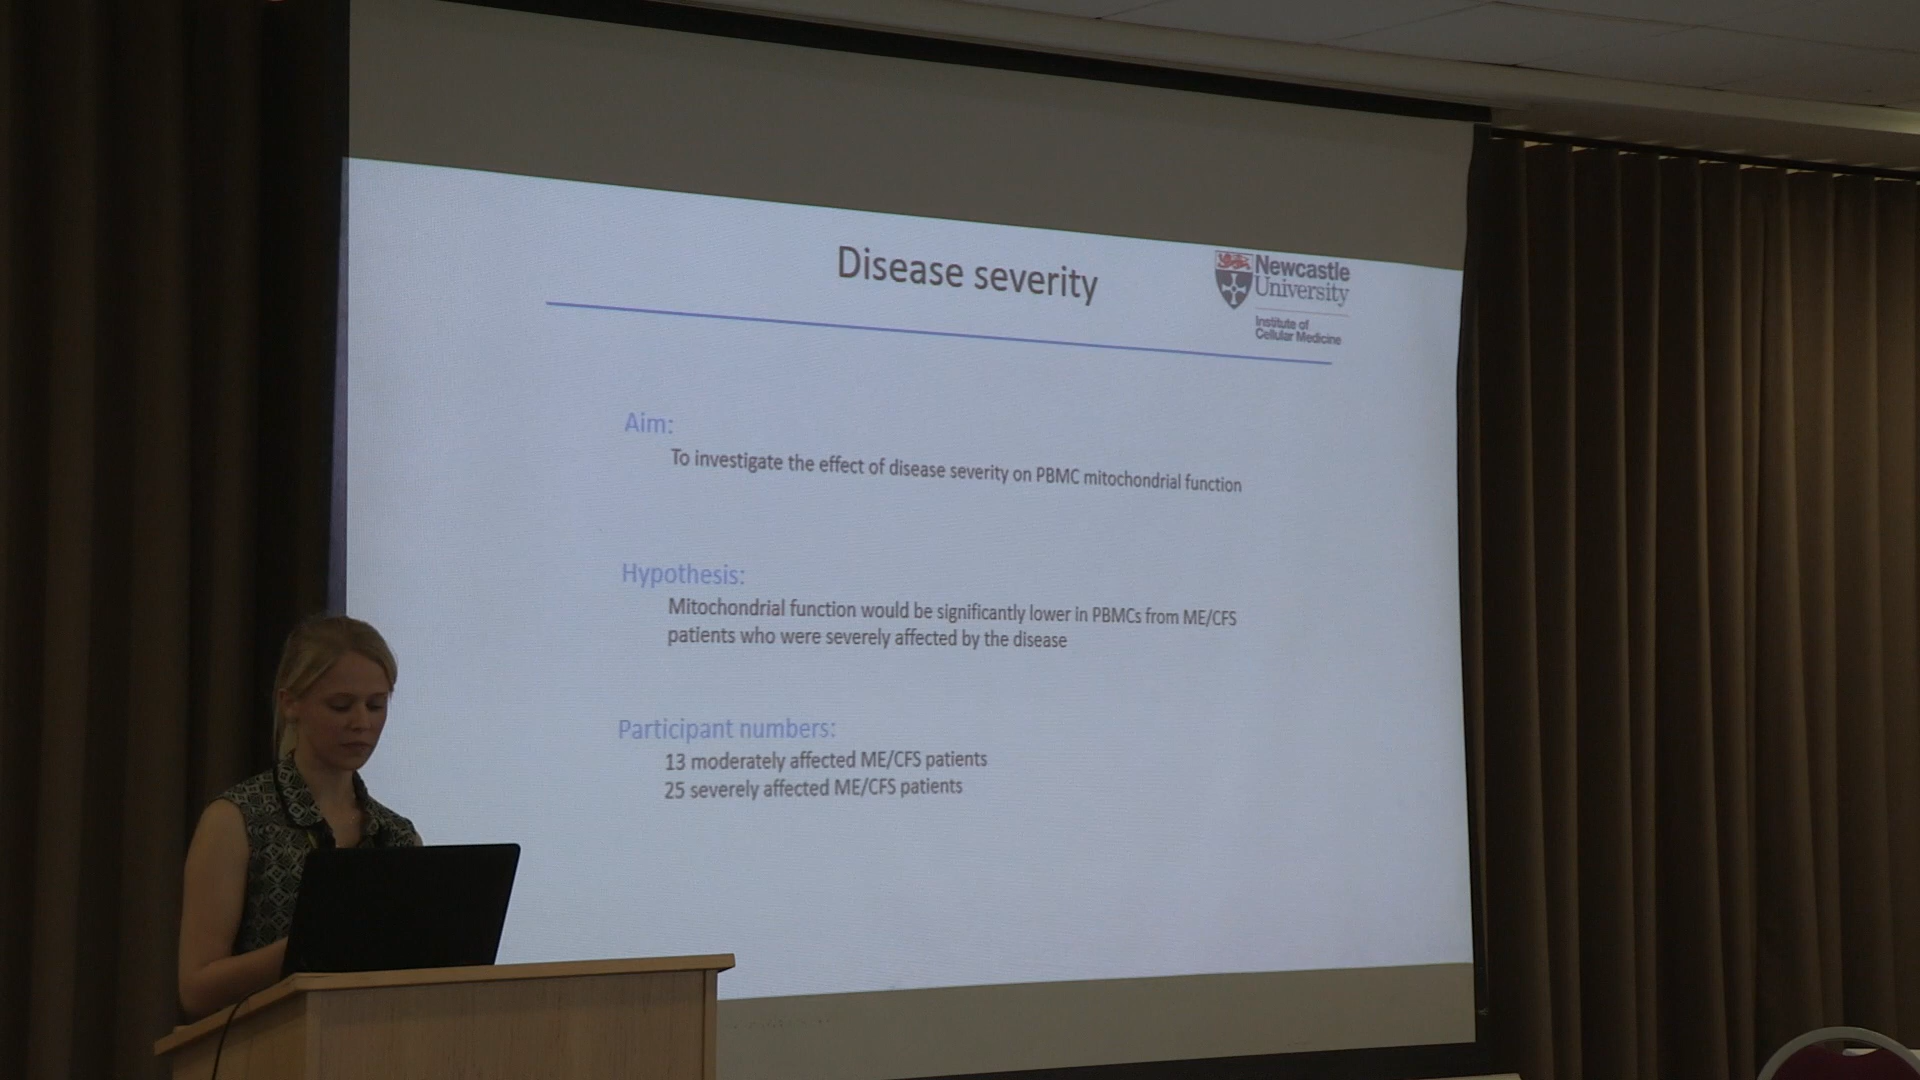 Disease severity
Newcastle
University
Institute of
Cellular Medicine
Aim:
To investigate the effect of disease severity on PBMC mitochondrial function
Hypothesis:
Mitochondrial function would be significantly lower in PBMCs from ME/CFS
patients who were severely affected by the disease
Participant numbers:
13 moderately affected ME/CFS patients
25 severely affected ME/CFS patients